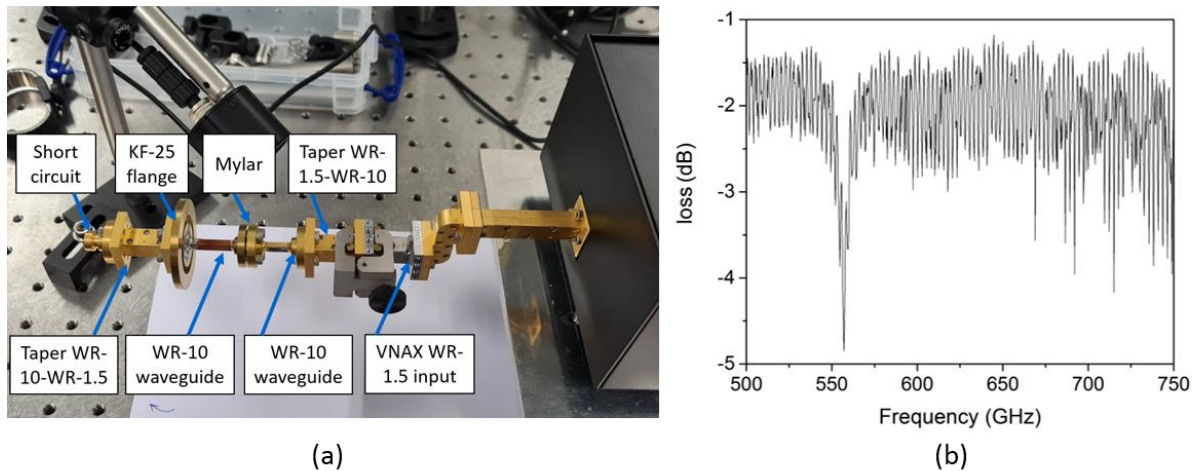 Short
circuit
KF-25
flange
Mylar
Taper WR-
1.5-WR-10
Taper WR-
10-WR-1.5
WR-10
waveguide
WR-10
waveguide
VNAX WR-
1.5 input
(a)
-1
-2
-3
-4
-5
loss (dB)
500 550 600 650 700 750
Frequency (GHz)
(b)